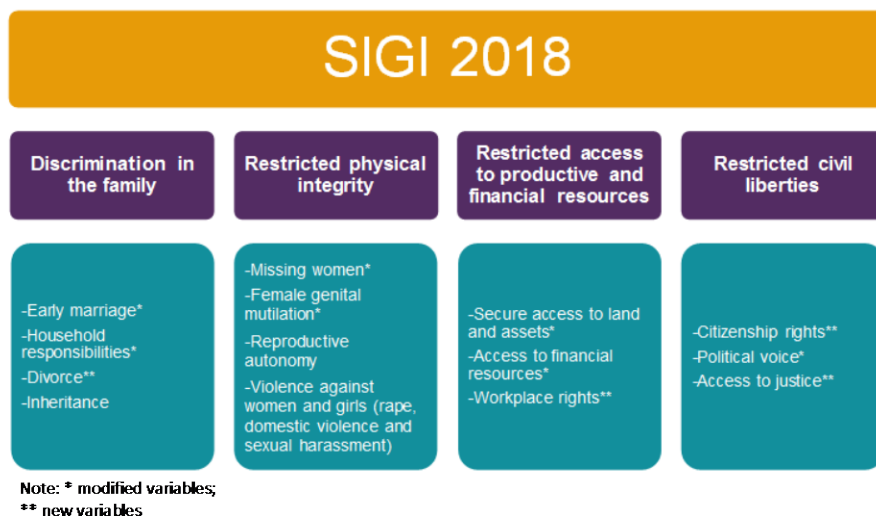 SIGI 2018
Discrimination in
the family
Restricted physical
integrity
Restricted access
to productive and
financial resources
Restricted civil
liberties
-Early marriage*
-Household
responsibilities*
-Divorce**
-Inheritance
-Missing women*
-Female genital
mutilation*
-Reproductive
autonomy
-Violence against
women and girls (rape,
domestic violence and
sexual harassment)
-Secure access to land
and assets*
-Access to financial
resources*
-Workplace rights**
-Citizenship rights**
-Political voice*
-Access to justice**
Note: * modified variables;
** new variables